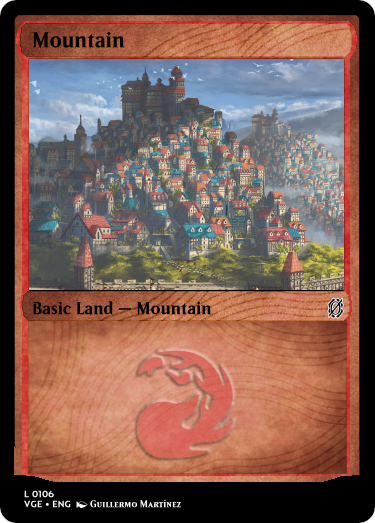 Mountain
Basic Land — Mountain
L 0106
VGE • ENG Guillermo Martínez